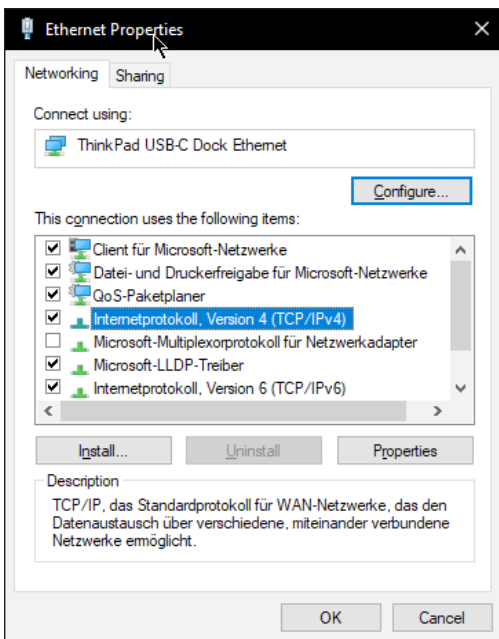 Ethernet Properties
Networking
Sharing
Connect using:
ThinkPad USB-C Dock Ethernet
Configure...
This connection uses the following items:
Client für Microsoft-Netzwerke
Datei- und Druckerfreigabe für Microsoft-Netzwerke
QoS-Paketplaner
Internetprotokoll, Version 4 (TCP/IPv4)
Microsoft-Multiplexorprotokoll für Netzwerkadapter
Microsoft-LLDP-Treiber
Internetprotokoll, Version 6 (TCP/IPv6)
Install...
Uninstall
Properties
Description
TCP/IP, das Standardprotokoll für WAN-Netzwerke, das den
Datenaustausch über verschiedene, miteinander verbundene
Netzwerke ermöglicht.
OK
Cancel